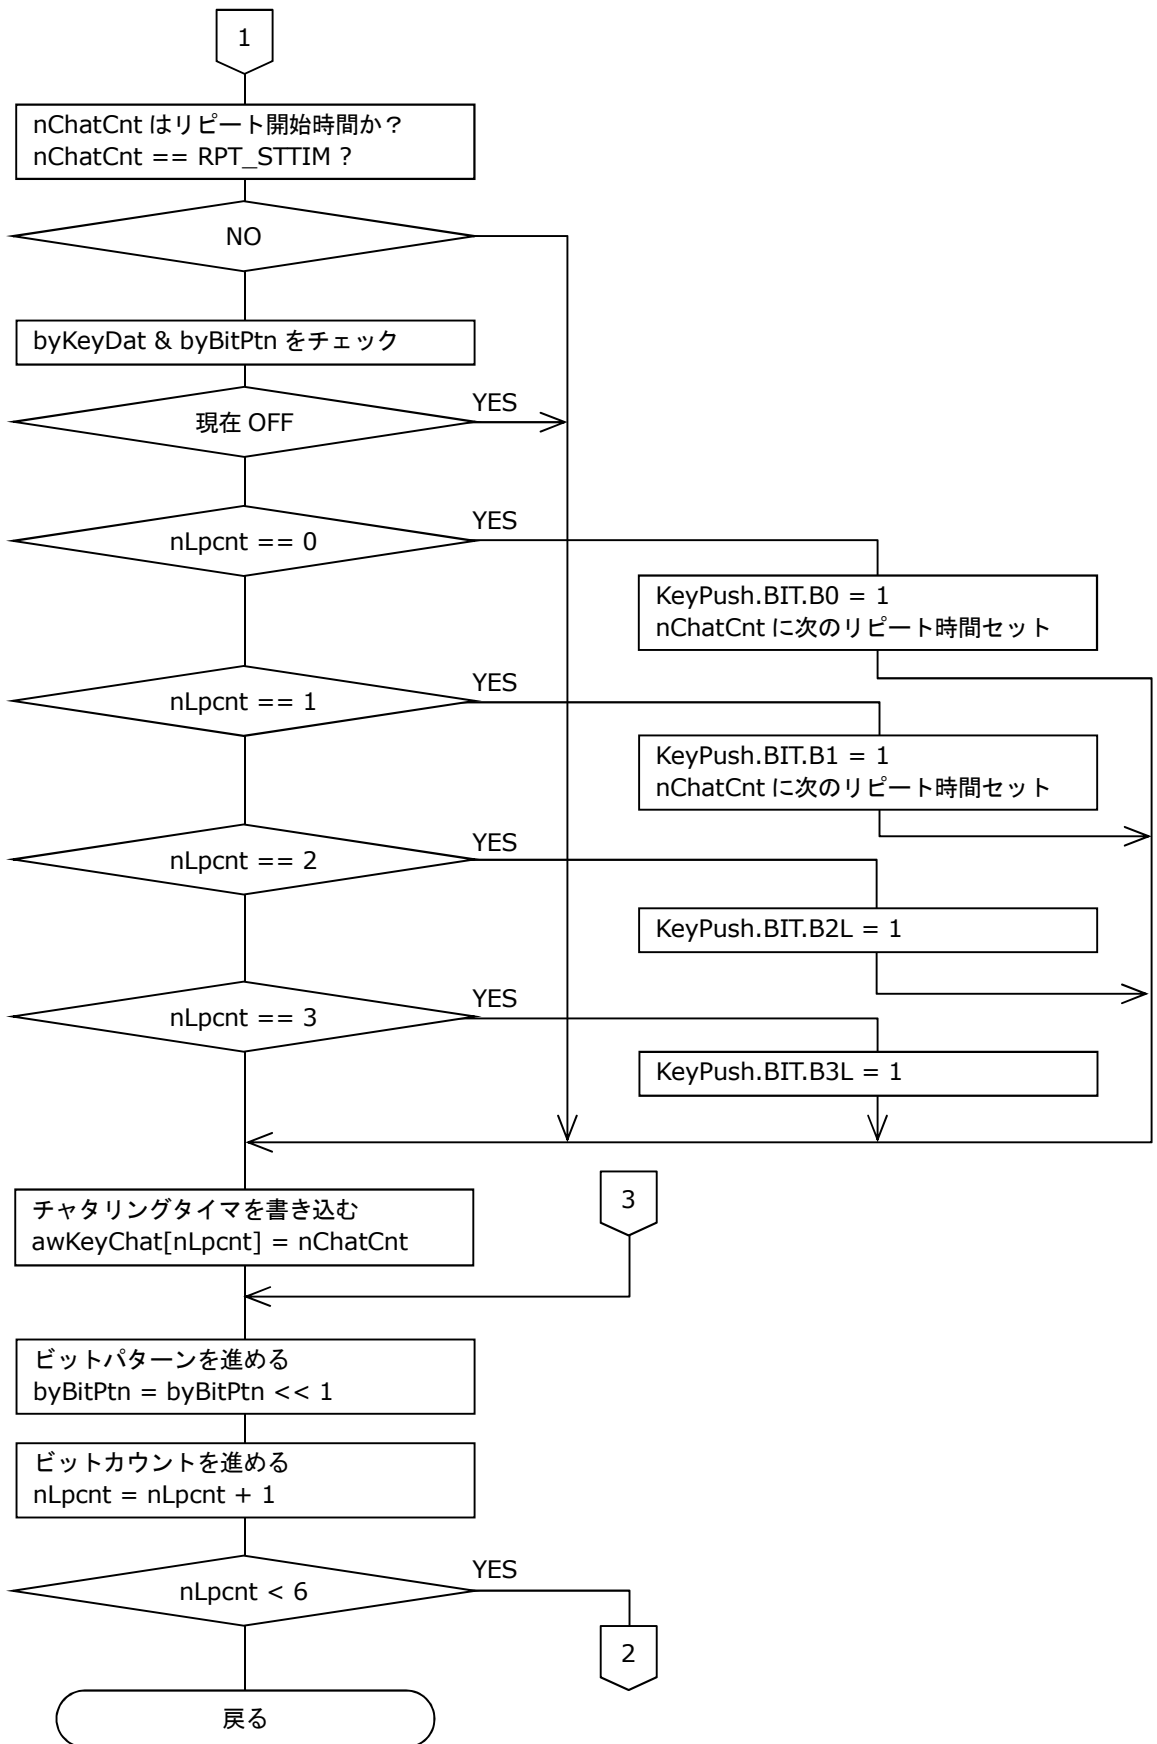 1
nChatCnt はリピート開始時間か？
nChatCnt == RPT_STTIM ?
NO
byKeyDat & byBitPtn をチェック
YES
現在 OFF
YES
nLpcnt == 0
KeyPush.BIT.B0 = 1
nChatCnt に次のリピート時間セット
YES
nLpcnt == 1
KeyPush.BIT.B1 = 1
nChatCnt に次のリピート時間セット
YES
nLpcnt == 2
KeyPush.BIT.B2L = 1
YES
nLpcnt == 3
KeyPush.BIT.B3L = 1
チャタリングタイマを書き込む
awKeyChat[nLpcnt] = nChatCnt
3
ビットパターンを進める
byBitPtn = byBitPtn << 1
ビットカウントを進める
nLpcnt = nLpcnt + 1
YES
nLpcnt < 6
2
戻る